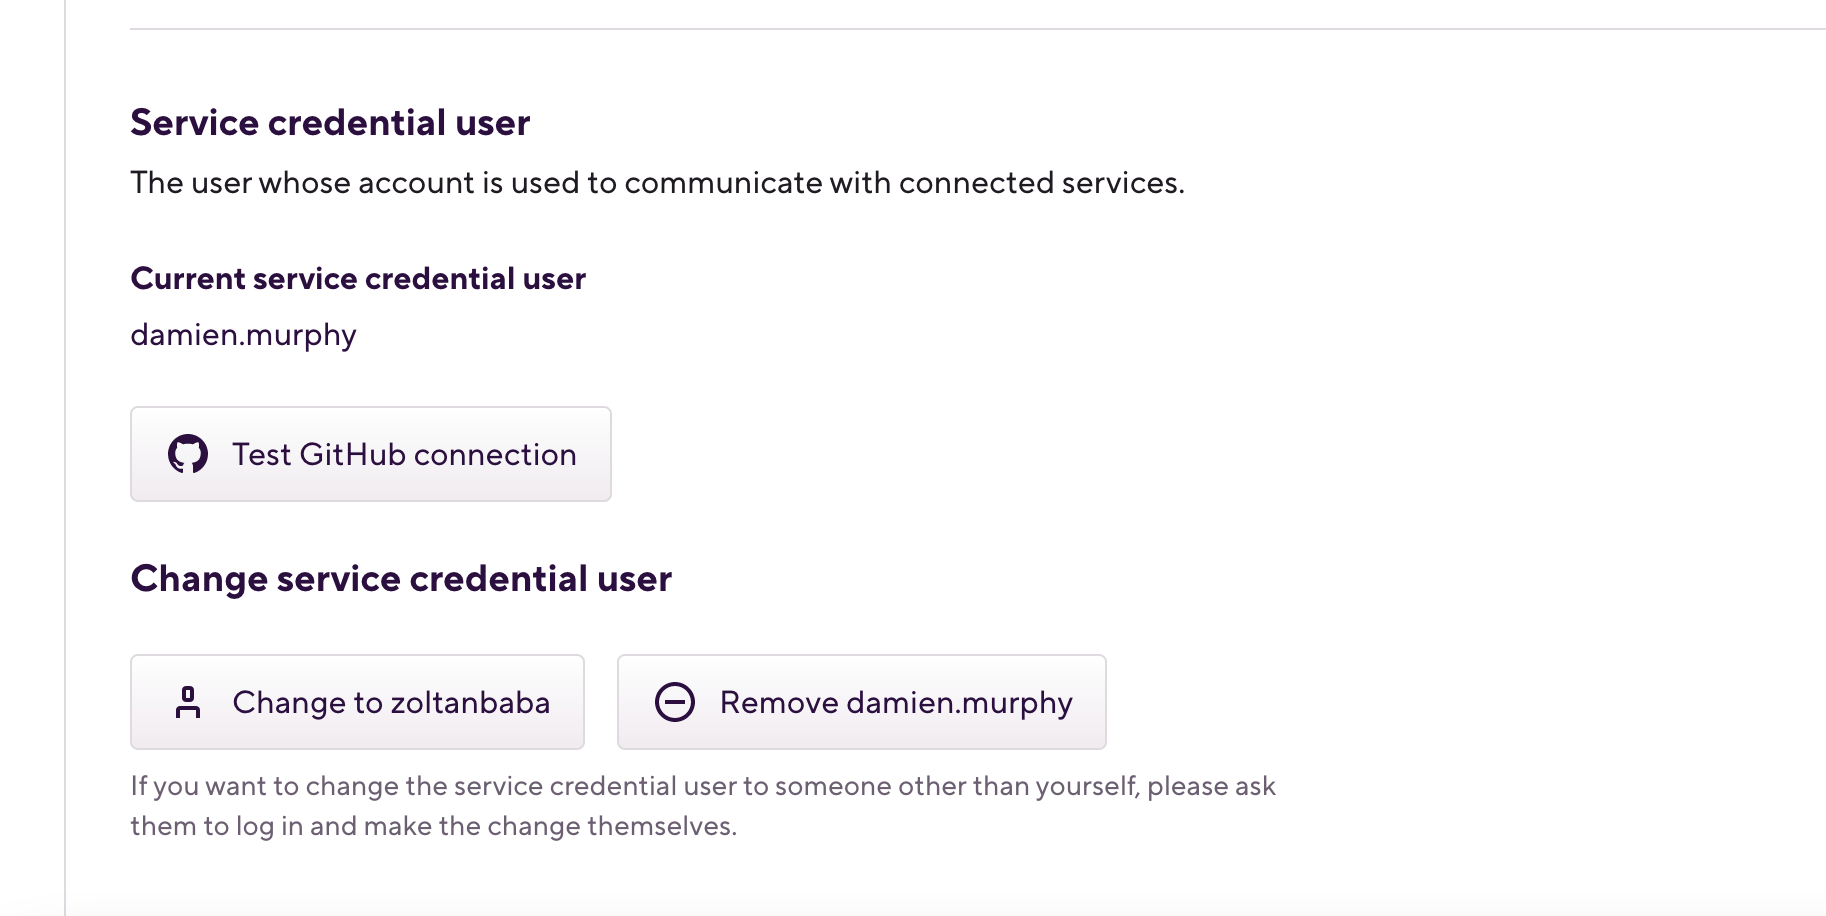 Service credential user
The user whose account is used to communicate with connected services.
Current service credential user
damien.murphy
Test GitHub connection
Change service credential user
Change to zoltanbaba
Remove damien.murphy
If you want to change the service credential user to someone other than yourself, please ask
them to log in and make the change themselves.